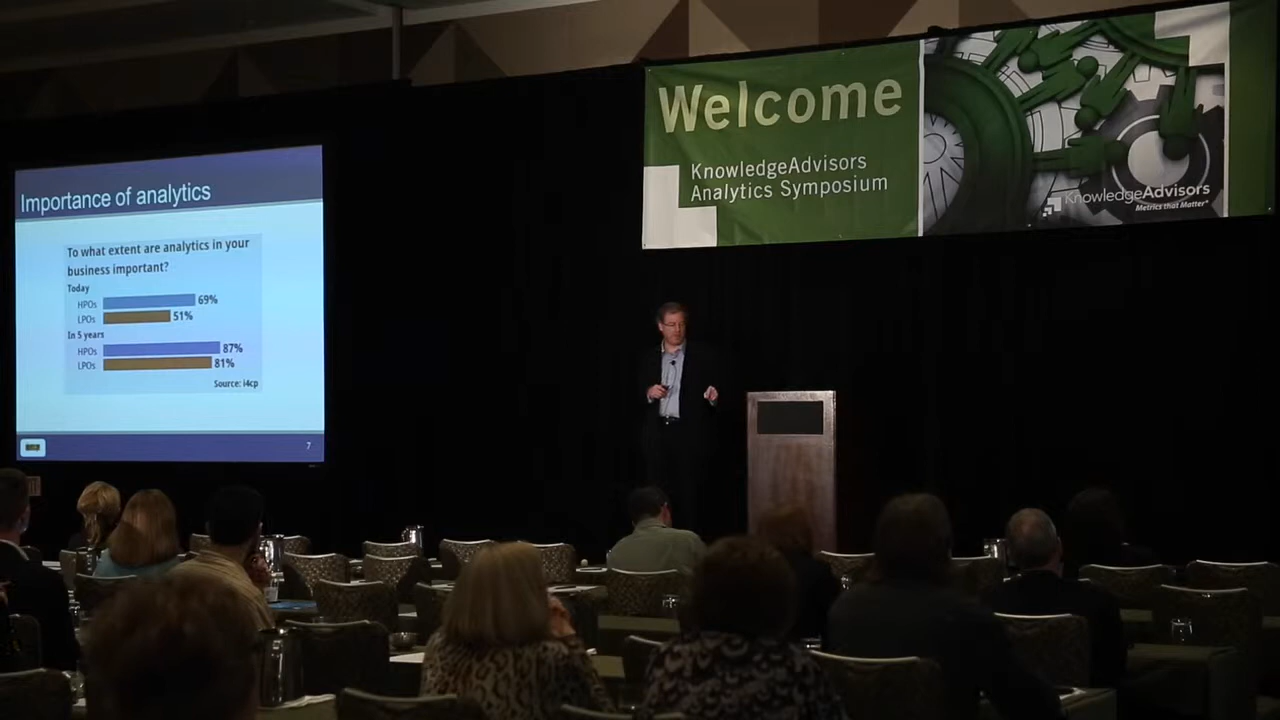 Importance of analytics
To what extent are analytics in your
business important?
Today
HPOs 69%
LPOs 51%
In 5 years
HPOs 87%
LPOs 81%
Source: i4cp
7
Welcome
KnowledgeAdvisors
Analytics Symposium
KnowledgeAdvisors
Metrics that Matter®